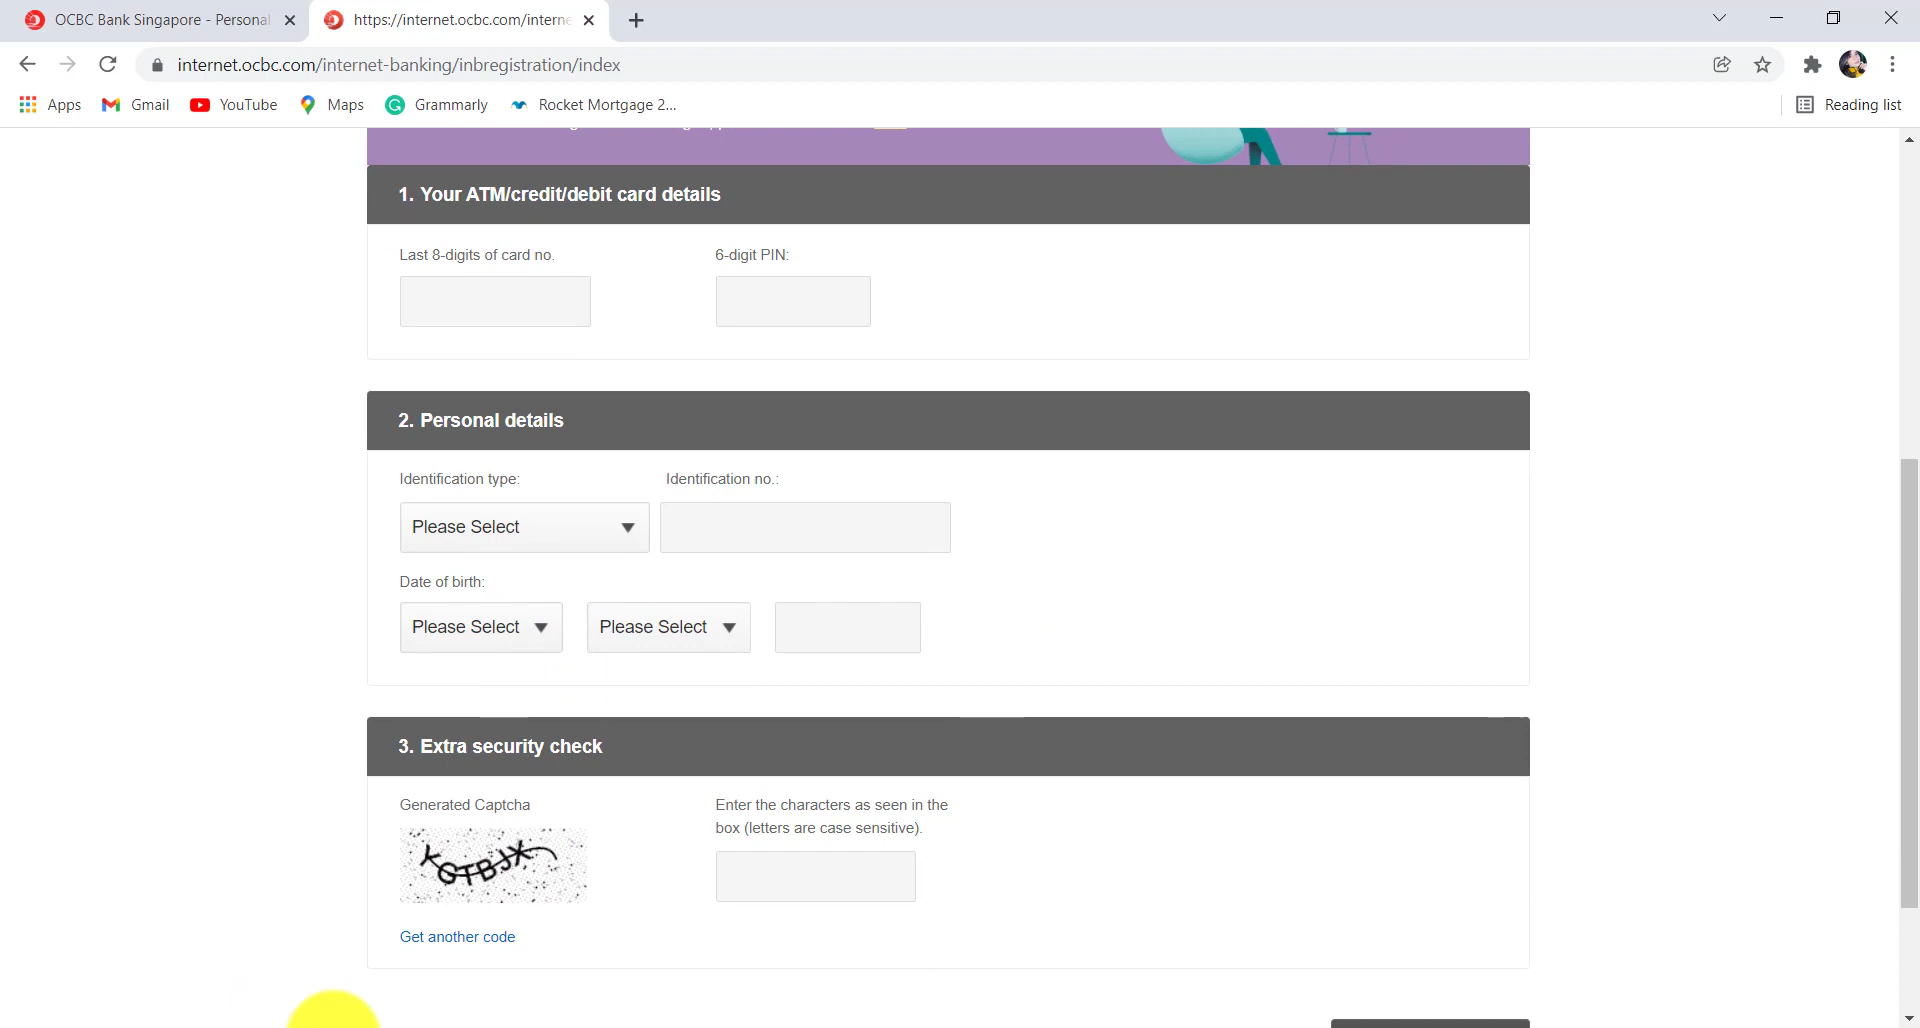 OCBC Bank Singapore - Personal
https://internet.ocbc.com/interne
internet.ocbc.com/internet-banking/inbregistration/index
Apps
Gmail
YouTube
Maps
Grammarly
Rocket Mortgage 2...
Reading list
1. Your ATM/credit/debit card details
Last 8-digits of card no.
6-digit PIN:
2. Personal details
Identification type:
Identification no.:
Please Select
Date of birth:
Please Select
Please Select
3. Extra security check
Generated Captcha
Enter the characters as seen in the
box (letters are case sensitive).
Get another code